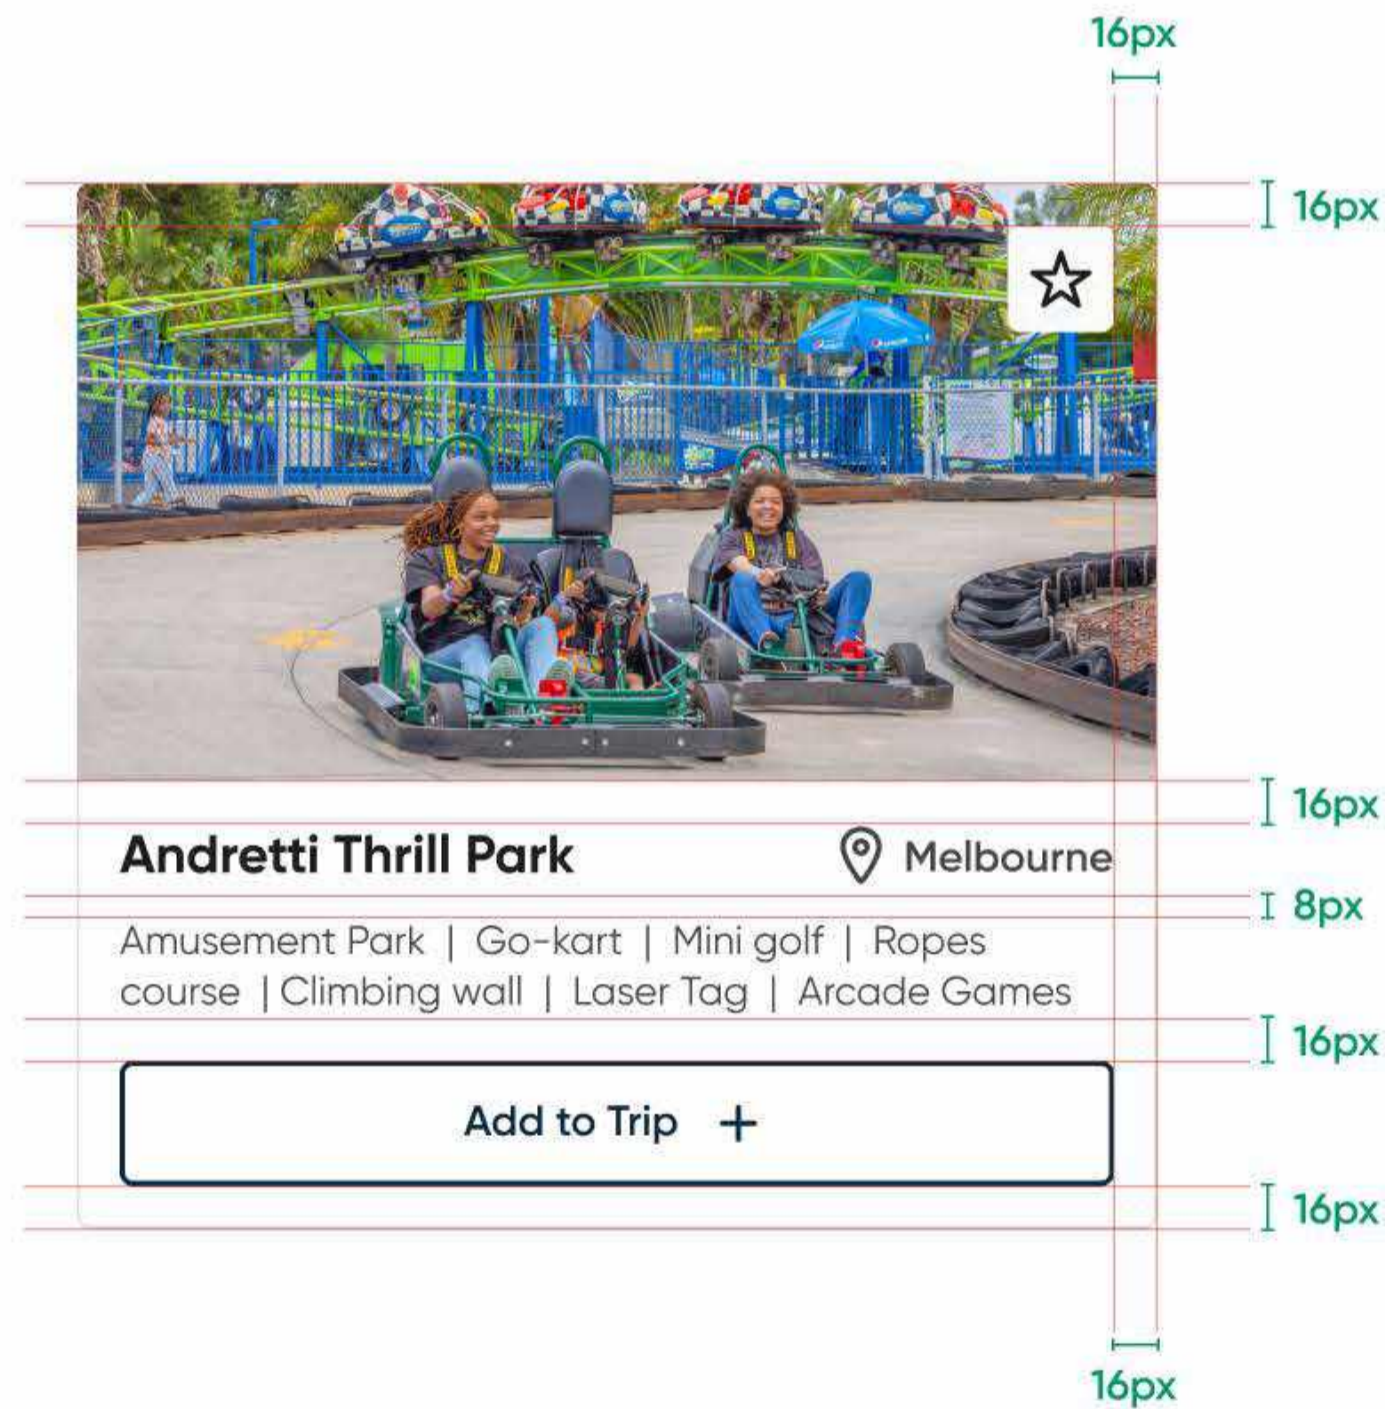 16px
16px
16px
Andretti Thrill Park
Melbourne
8px
Amusement Park | Go-kart | Mini golf | Ropes
course | Climbing wall | Laser Tag | Arcade Games
16px
Add to Trip +
16px
16px